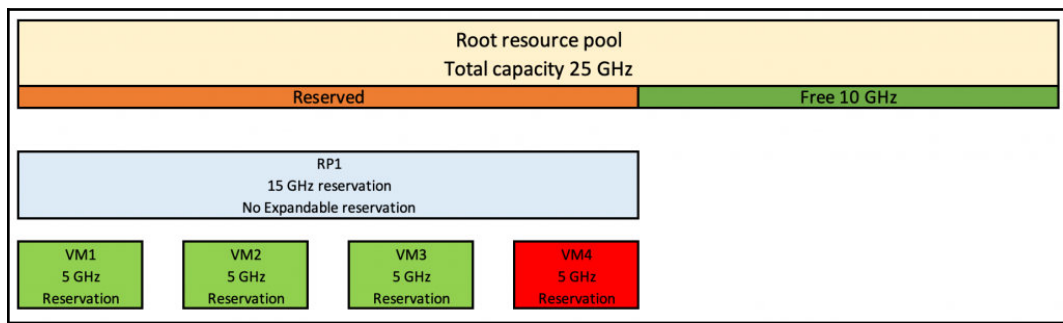 Root resource pool
Total capacity 25 GHz
Reserved
Free 10 GHz
RP1
15 GHz reservation
No Expandable reservation
VM1
5 GHz
Reservation
VM2
5 GHz
Reservation
VM3
5 GHz
Reservation
VM4
5 GHz
Reservation